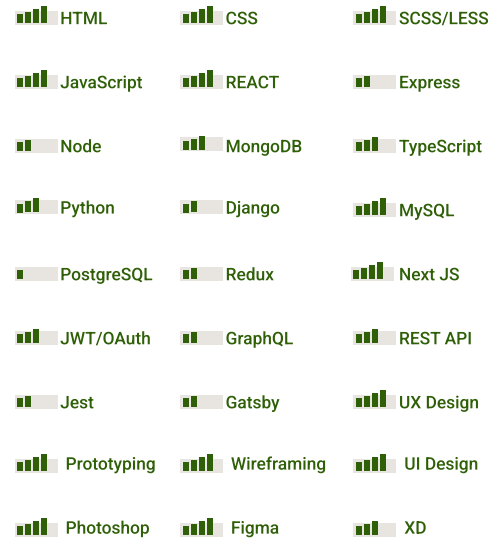 HTML CSS SCSS/LESS
JavaScript REACT Express
Node MongoDB TypeScript
Python Django MySQL
PostgreSQL Redux Next JS
JWT/OAuth GraphQL REST API
Jest Gatsby UX Design
Prototyping Wireframing UI Design
Photoshop Figma XD